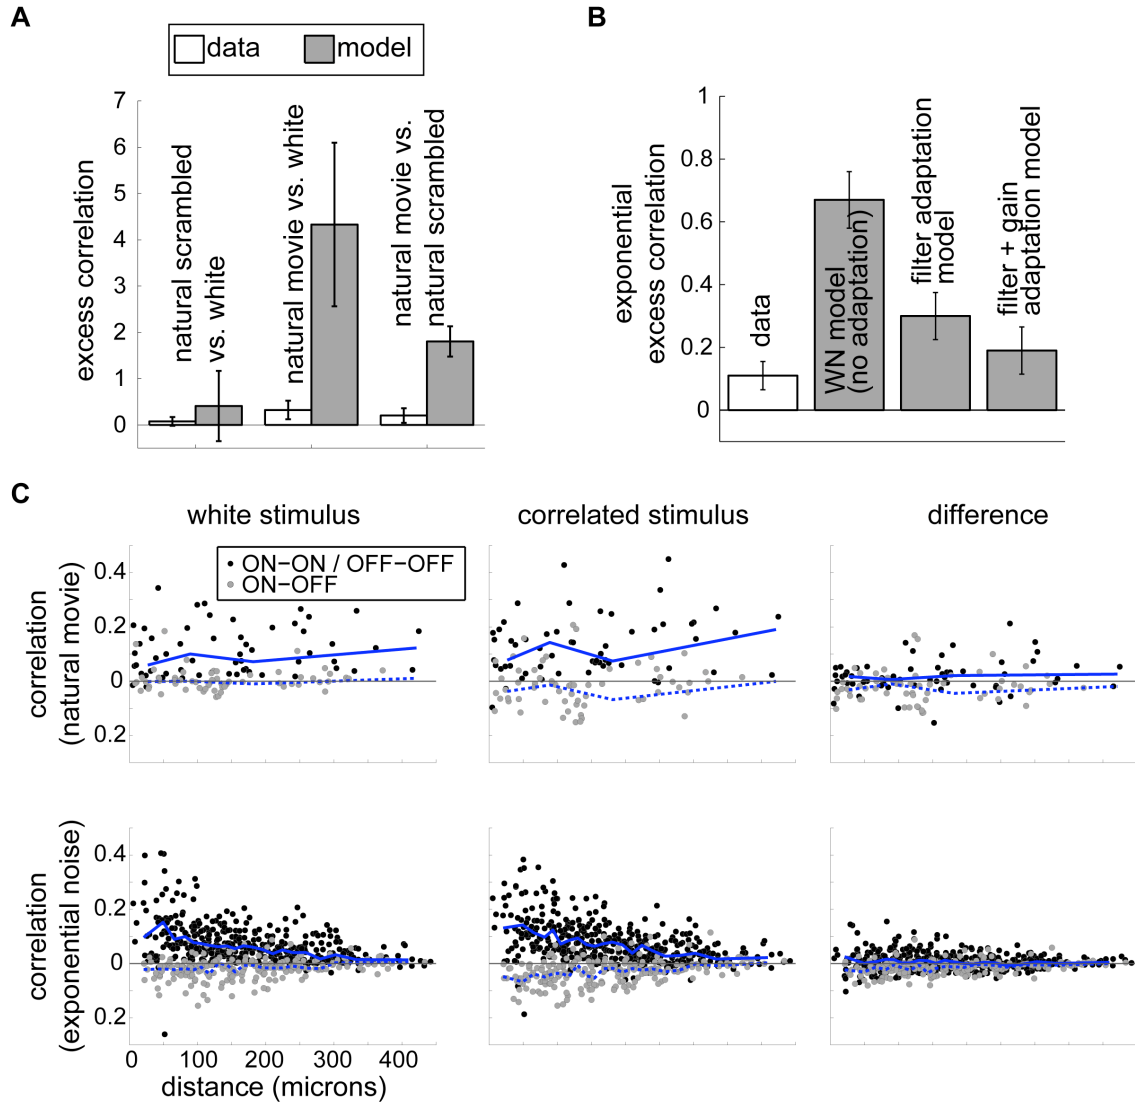 A
data model
7
6
5
4
3
2
1
0
excess correlation
natural scrambled
vs. white
natural movie vs. white
natural movie vs.
natural scrambled
B
1
0.8
0.6
0.4
0.2
0
exponential
excess correlation
data
WN model
(no adaptation)
filter adaptation
model
filter + gain
adaptation model
C
white stimulus
correlated stimulus
difference
ON−ON / OFF−OFF
ON−OFF
0.4
0.2
0
0.2
correlation
(natural movie)
0.4
0.2
0
0.2
correlation
(exponential noise)
0 100 200 300 400
distance (microns)